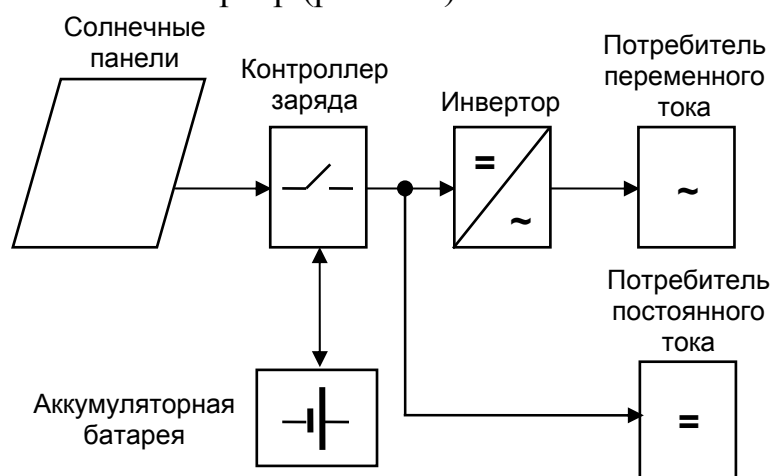 Солнечные
панели
Контроллер
заряда
Инвертор
Потребитель
переменного
тока
=
~
~
Потребитель
постоянного
тока
Аккумуляторная
батарея
=